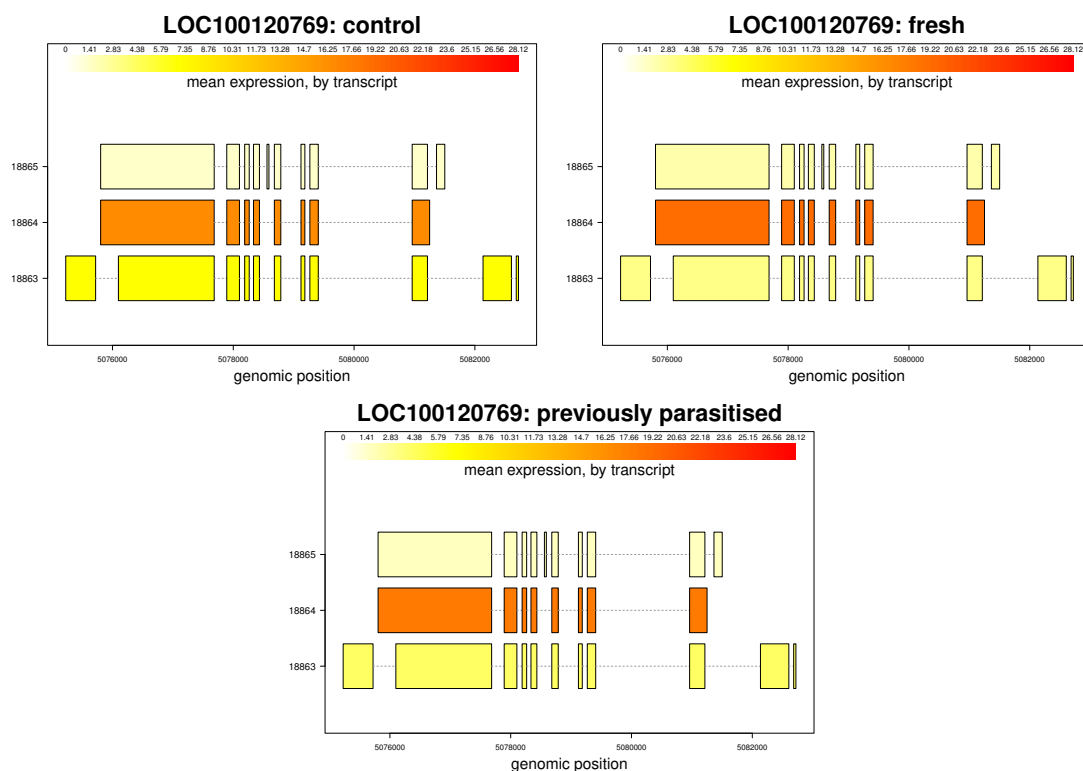 LOC100120769: control
0 1.41 2.83 4.38 5.79 7.35 8.76 10.31 11.73 13.28 14.7 16.25 17.66 19.22 20.63 22.18 23.6 25.15 26.56 28.12
mean expression, by transcript
18865
18864
18863
5076000 5078000 5080000 5082000
genomic position
LOC100120769: fresh
0 1.41 2.83 4.38 5.79 7.35 8.76 10.31 11.73 13.28 14.7 16.25 17.66 19.22 20.63 22.18 23.6 25.15 26.56 28.12
mean expression, by transcript
18865
18864
18863
5076000 5078000 5080000 5082000
genomic position
LOC100120769: previously parasitised
0 1.41 2.83 4.38 5.79 7.35 8.76 10.31 11.73 13.28 14.7 16.25 17.66 19.22 20.63 22.18 23.6 25.15 26.56 28.12
mean expression, by transcript
18865
18864
18863
5076000 5078000 5080000 5082000
genomic position